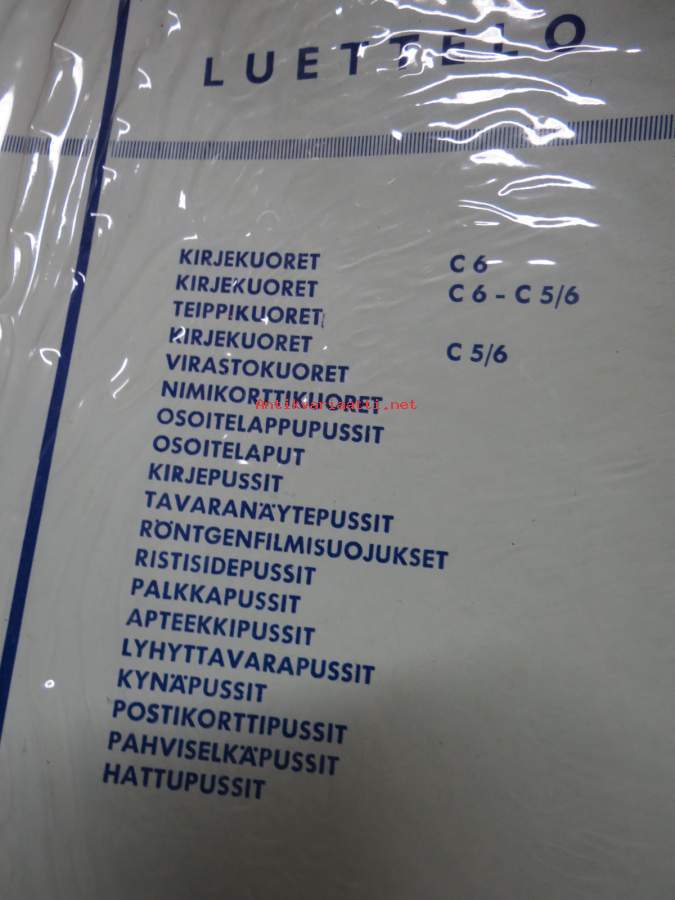 LUETTELO
KIRJEKUORET C 6
KIRJEKUORET C 6 - C 5/6
TEIPPIKUORET
KIRJEKUORET C 5/6
VIRASTOKUORET
NIMIKORTTIKUORET
Antikvariaatti.net
OSOITELAPPUPUSSIT
OSOITELAPUT
KIRJEPUSSIT
TAVARANÄYTEPUSSIT
RÖNTGENFILMISUOJUKSET
RISTISIDEPUSSIT
PALKKAPUSSIT
APTEEKKIPUSSIT
LYHYTTAVARAPUSSIT
KYNÄPUSSIT
POSTIKORTTIPUSSIT
PAHVISELKÄPUSSIT
HATTUPUSSIT